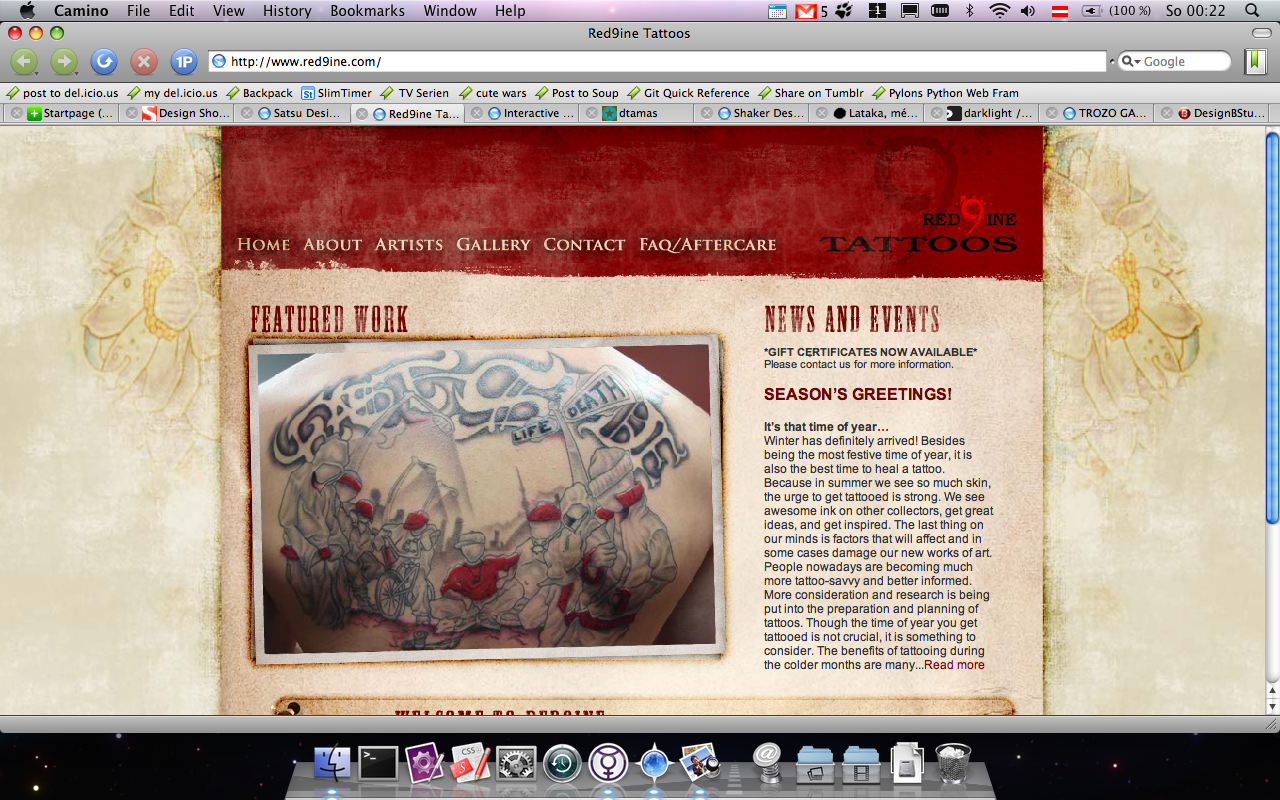 Camino File Edit View History Bookmarks Window Help 5 1 (100 %) So 00:22
Red9ine Tattoos
1P http://www.red9ine.com/ Google
post to del.icio.us my del.icio.us Backpack St SlimTimer TV Serien cute wars Post to Soup Git Quick Reference Share on Tumblr Pylons Python Web Fram
Startpage (... Design Sho... Satsu Desi... Red9ine Ta... Interactive ... dtamas Shaker Des... Lataka, mé... darklight /... TROZO GA... DesignBStu...
9
RED9INE
TATTOOS
HOME ABOUT ARTISTS GALLERY CONTACT FAQ/AFTERCARE
FEATURED WORK
LIFE
DEATH
NEWS AND EVENTS
*GIFT CERTIFICATES NOW AVAILABLE*
Please contact us for more information.
SEASON'S GREETINGS!
It's that time of year…
Winter has definitely arrived! Besides
being the most festive time of year, it is
also the best time to heal a tattoo.
Because in summer we see so much skin,
the urge to get tattooed is strong. We see
awesome ink on other collectors, get great
ideas, and get inspired. The last thing on
our minds is factors that will affect and in
some cases damage our new works of art.
People nowadays are becoming much
more tattoo-savvy and better informed.
More consideration and research is being
put into the preparation and planning of
tattoos. Though the time of year you get
tattooed is not crucial, it is something to
consider. The benefits of tattooing during
the colder months are many...Read more
WELCOME TO RED9INE
>_ CSS @